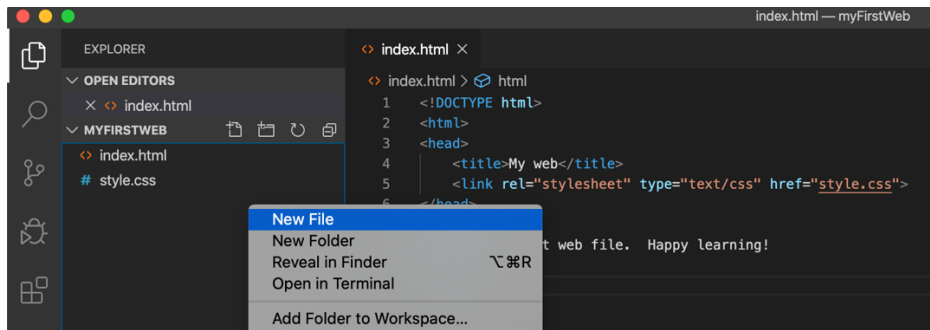 index.html — myFirstWeb
EXPLORER
OPEN EDITORS
index.html
MYFIRSTWEB
index.html
# style.css
index.html
index.html > html
1 <!DOCTYPE html>
2 <html>
3 <head>
4 <title>My web</title>
5 <link rel="stylesheet" type="text/css" href="style.css">
6 </head>
t web file. Happy learning!
New File
New Folder
Reveal in Finder ⌥⌘R
Open in Terminal
Add Folder to Workspace...